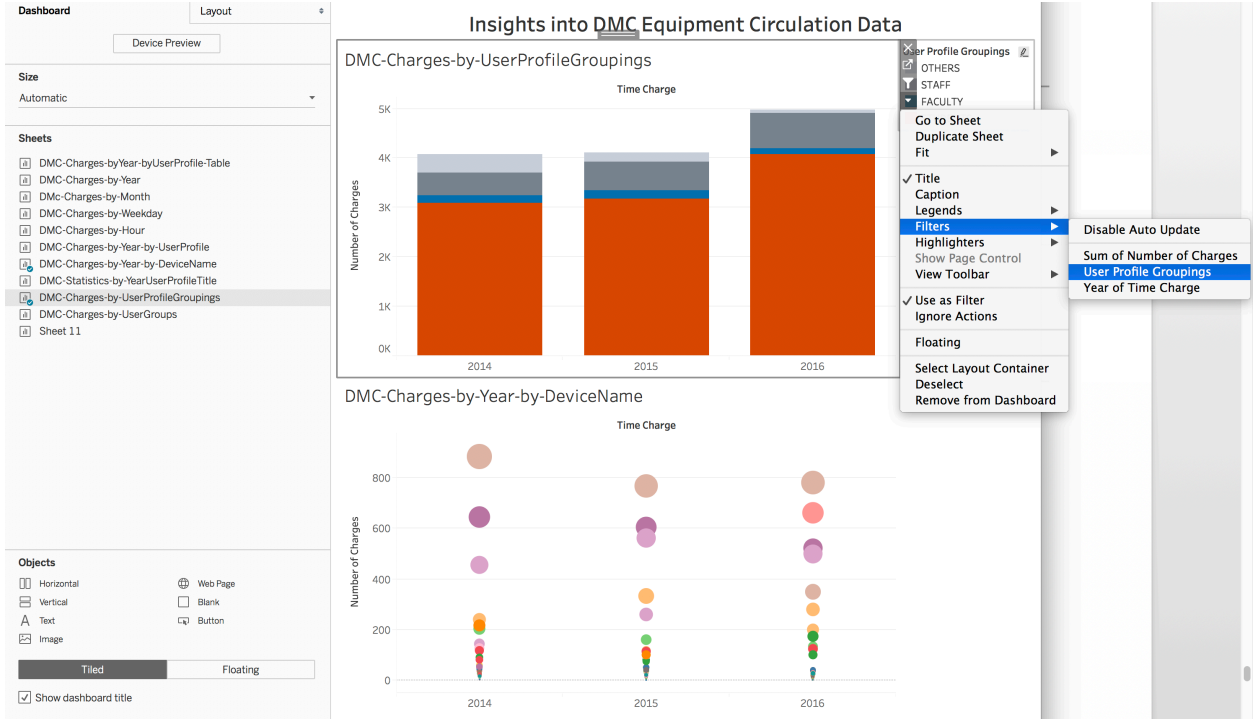 Dashboard
Layout
Device Preview
Size
Automatic
Sheets
DMC-Charges-byYear-byUserProfile-Table
DMC-Charges-by-Year
DMc-Charges-by-Month
DMC-Charges-by-Weekday
DMC-Charges-by-Hour
DMC-Charges-by-Year-by-UserProfile
DMC-Charges-by-Year-by-DeviceName
DMC-Statistics-by-YearUserProfileTitle
DMC-Charges-by-UserProfileGroupings
DMC-Charges-by-UserGroups
Sheet 11
Objects
Horizontal
Web Page
Vertical
Blank
A Text
Button
Image
Tiled
Floating
Show dashboard title
Insights into DMC Equipment Circulation Data
DMC-Charges-by-UserProfileGroupings
Time Charge
Number of Charges
5K
4K
3K
2K
1K
0K
2014
2015
2016
DMC-Charges-by-Year-by-DeviceName
Time Charge
Number of Charges
800
600
400
200
0
2014
2015
2016
User Profile Groupings
OTHERS
STAFF
FACULTY
Go to Sheet
Duplicate Sheet
Fit
Title
Caption
Legends
Filters
Highlighters
Show Page Control
View Toolbar
Use as Filter
Ignore Actions
Floating
Select Layout Container
Deselect
Remove from Dashboard
Disable Auto Update
Sum of Number of Charges
User Profile Groupings
Year of Time Charge